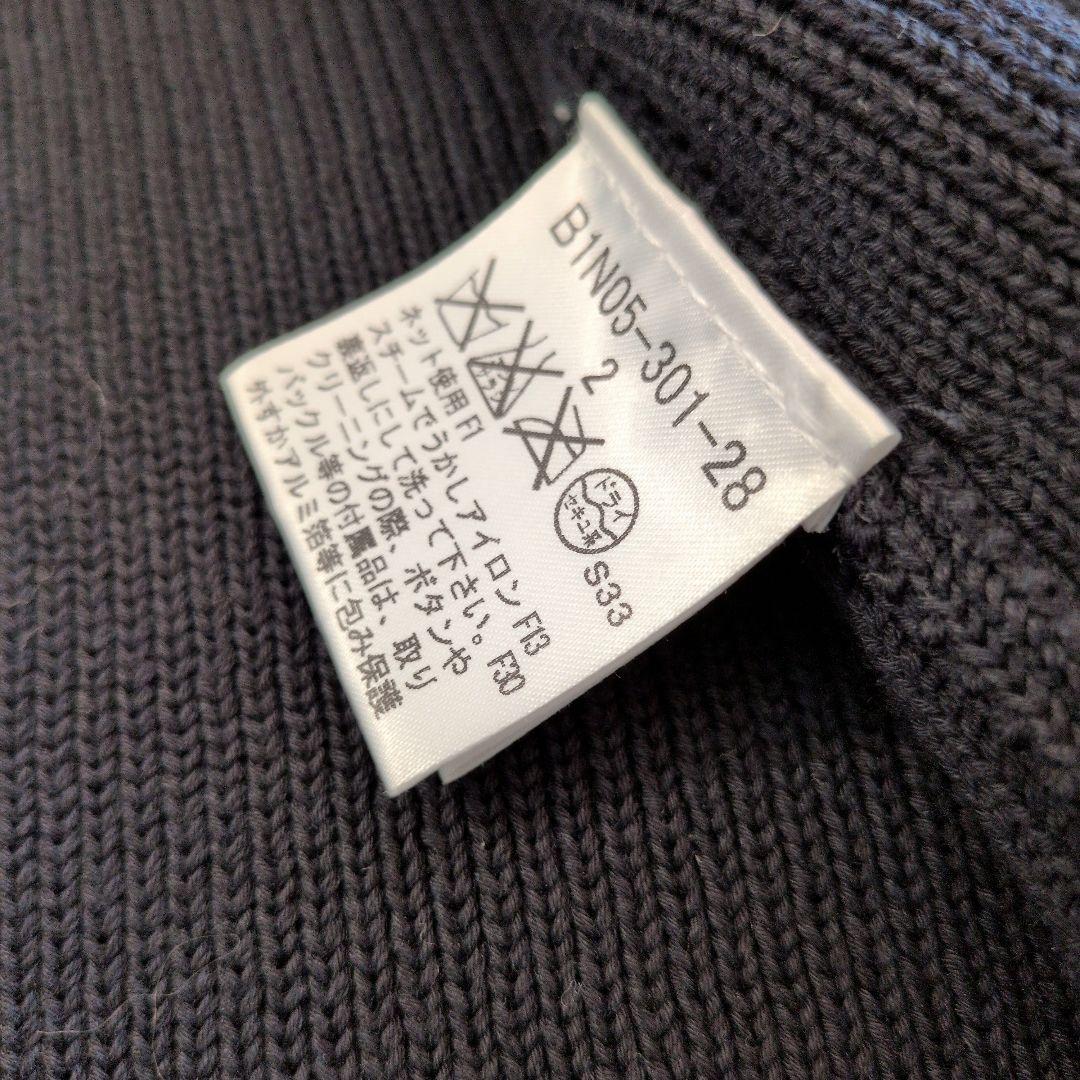 B1N05-301-28
2
ドライ
セキユ系
S33
ネット使用 F1
スチームでうかしアイロン F13
裏返しにして洗って下さい。 F30
クリーニングの際、ボタンや
バックル等の付属品は、取り
外すかアルミ箔等に包み保護